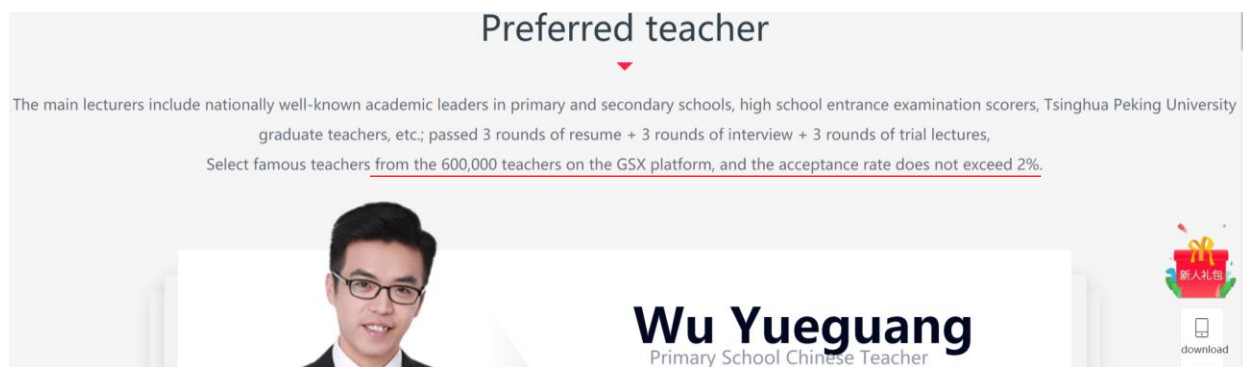 Preferred teacher
The main lecturers include nationally well-known academic leaders in primary and secondary schools, high school entrance examination scorers, Tsinghua Peking University
graduate teachers, etc.; passed 3 rounds of resume + 3 rounds of interview + 3 rounds of trial lectures,
Select famous teachers from the 600,000 teachers on the GSX platform, and the acceptance rate does not exceed 2%.
新人礼包
Wu Yueguang
download
Primary School Chinese Teacher